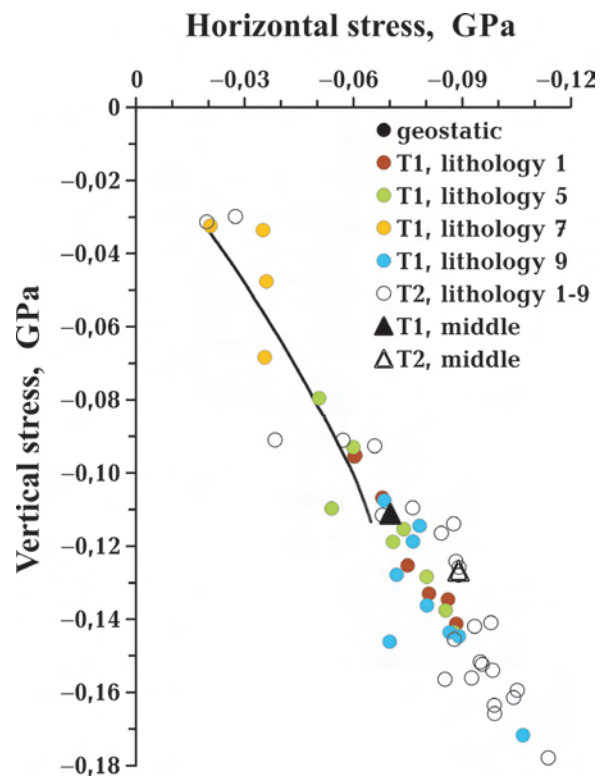 Horizontal stress, GPa
0 −0,03 −0,06 −0,09 −0,12
0
−0,02
−0,04
−0,06
−0,08
−0,10
−0,12
−0,14
−0,16
−0,18
Vertical stress, GPa
geostatic
T1, lithology 1
T1, lithology 5
T1, lithology 7
T1, lithology 9
T2, lithology 1-9
T1, middle
T2, middle